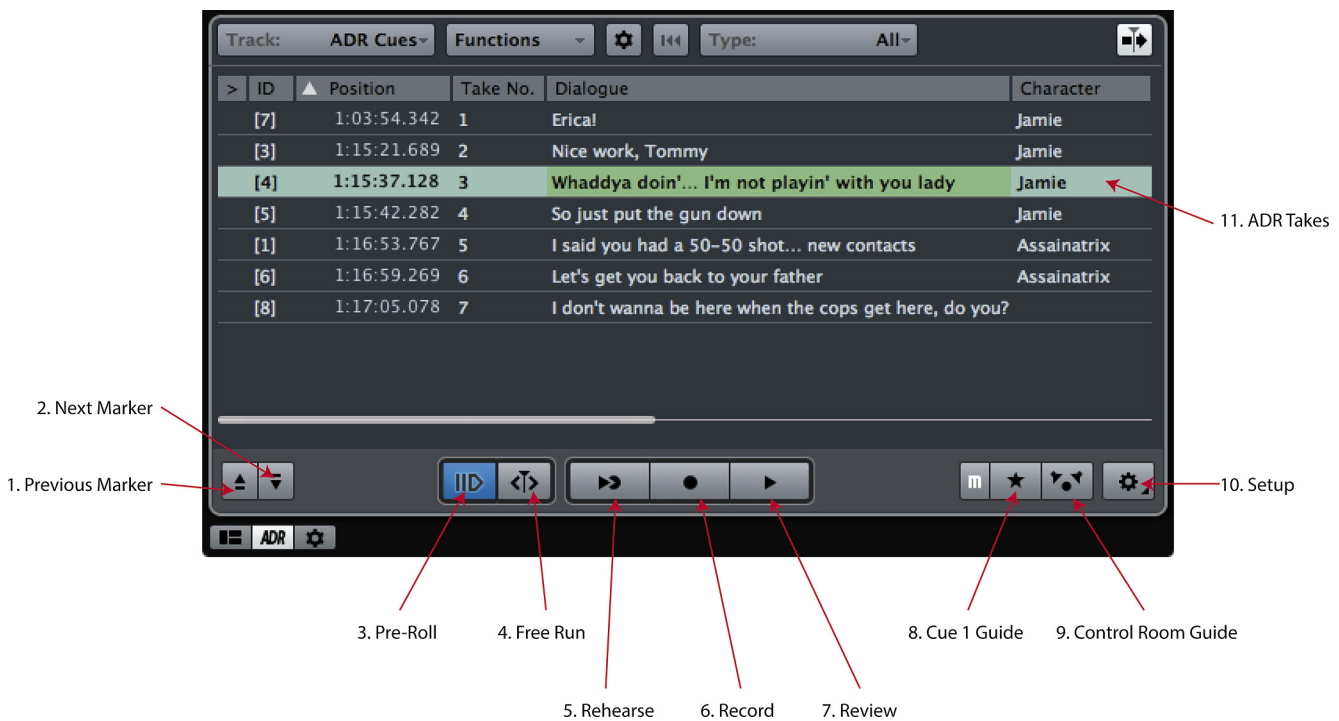 Track: ADR Cues Functions Type: All
> ID Position Take No. Dialogue Character
[7] 1:03:54.342 1 Erica! Jamie
[3] 1:15:21.689 2 Nice work, Tommy Jamie
[4] 1:15:37.128 3 Whaddya doin'... I'm not playin' with you lady Jamie
[5] 1:15:42.282 4 So just put the gun down Jamie
[1] 1:16:53.767 5 I said you had a 50-50 shot... new contacts Assainatrix
[6] 1:16:59.269 6 Let's get you back to your father Assainatrix
[8] 1:17:05.078 7 I don't wanna be here when the cops get here, do you?
11. ADR Takes
2. Next Marker
1. Previous Marker
m
10. Setup
ADR
3. Pre-Roll
4. Free Run
8. Cue 1 Guide
9. Control Room Guide
5. Rehearse
6. Record
7. Review